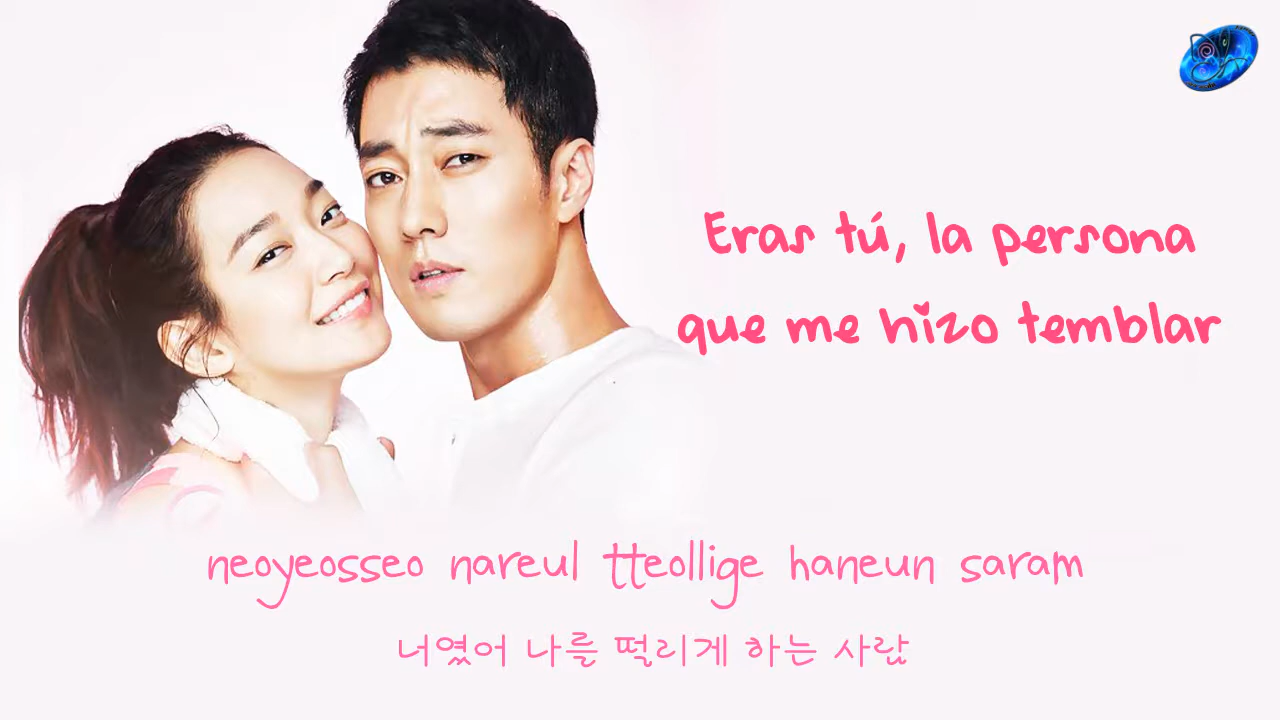 Eras tú, la persona
que me hizo temblar
neoyeosseo nareul tteollige haneun saram
너였어 나를 떨리게 하는 사람